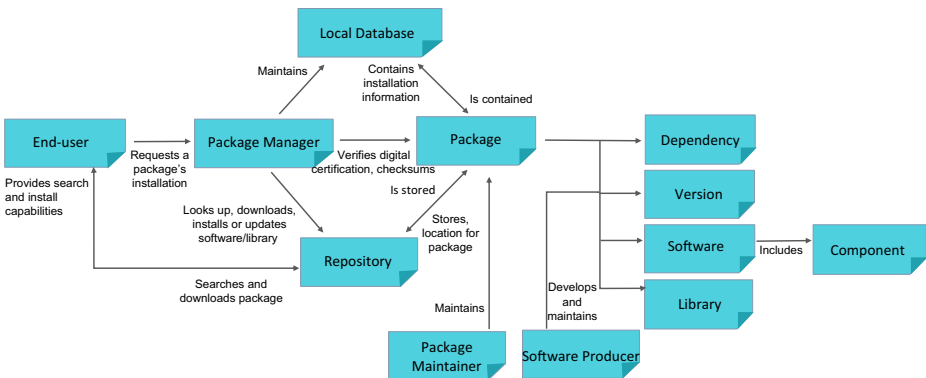 Local Database
Maintains
Contains
installation
information
Is contained
End-user
Package Manager
Package
Dependency
Requests a
package's
installation
Verifies digital
certification, checksums
Provides search
and install
capabilities
Is stored
Version
Looks up, downloads,
installs or updates
software/library
Stores,
location for
package
Software
Includes
Component
Repository
Searches and
downloads package
Develops
and
maintains
Library
Maintains
Package
Maintainer
Software Producer